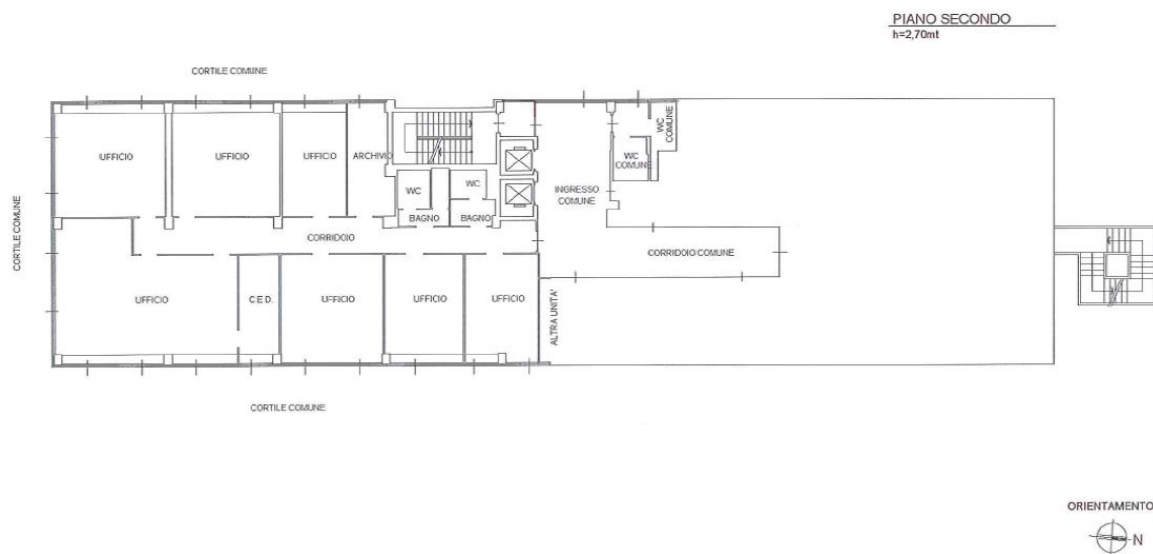 PIANO SECONDO
h=2,70mt
CORTILE COMUNE
UFFICIO
UFFICIO
UFFICIO
ARCHIVIO
WC
COMUNE
WC
COMUNE
WC
WC
INGRESSO
COMUNE
BAGNO
BAGNO
CORTILE COMUNE
CORRIDOIO
CORRIDOIO COMUNE
UFFICIO
C.E.D.
UFFICIO
UFFICIO
UFFICIO
ALTRA UNITA'
CORTILE COMUNE
ORIENTAMENTO
N